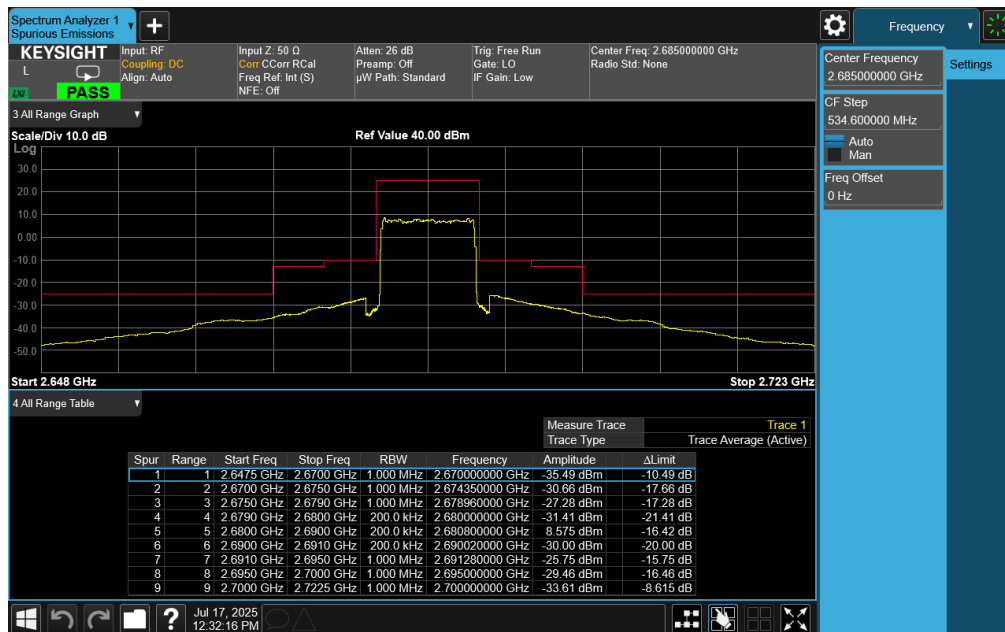 Spectrum Analyzer 1
Spurious Emissions
Frequency
KEYSIGHT
L
LXI
PASS
Input: RF
Coupling: DC
Align: Auto
Input Z: 50 Ω
Corr CCorr RCal
Freq Ref: Int (S)
NFE: Off
Atten: 26 dB
Preamp: Off
µW Path: Standard
Trig: Free Run
Gate: LO
IF Gain: Low
Center Freq: 2.685000000 GHz
Radio Std: None
Center Frequency
2.685000000 GHz
Settings
CF Step
534.600000 MHz
Auto
Man
Freq Offset
0 Hz
3 All Range Graph
Scale/Div 10.0 dB
Ref Value 40.00 dBm
Log
30.0
20.0
10.0
0.00
-10.0
-20.0
-30.0
-40.0
-50.0
Start 2.648 GHz
Stop 2.723 GHz
4 All Range Table
Measure Trace Trace 1
Trace Type Trace Average (Active)
Spur Range Start Freq Stop Freq RBW Frequency Amplitude ΔLimit
1 1 2.6475 GHz 2.6700 GHz 1.000 MHz 2.670000000 GHz -35.49 dBm -10.49 dB
2 2 2.6700 GHz 2.6750 GHz 1.000 MHz 2.674350000 GHz -30.66 dBm -17.66 dB
3 3 2.6750 GHz 2.6790 GHz 1.000 MHz 2.678960000 GHz -27.28 dBm -17.28 dB
4 4 2.6790 GHz 2.6800 GHz 200.0 kHz 2.680000000 GHz -31.41 dBm -21.41 dB
5 5 2.6800 GHz 2.6900 GHz 200.0 kHz 2.680800000 GHz 8.575 dBm -16.42 dB
6 6 2.6900 GHz 2.6910 GHz 200.0 kHz 2.690020000 GHz -30.00 dBm -20.00 dB
7 7 2.6910 GHz 2.6950 GHz 1.000 MHz 2.691280000 GHz -25.75 dBm -15.75 dB
8 8 2.6950 GHz 2.7000 GHz 1.000 MHz 2.695000000 GHz -29.46 dBm -16.46 dB
9 9 2.7000 GHz 2.7225 GHz 1.000 MHz 2.700000000 GHz -33.61 dBm -8.615 dB
?
Jul 17, 2025
12:32:16 PM